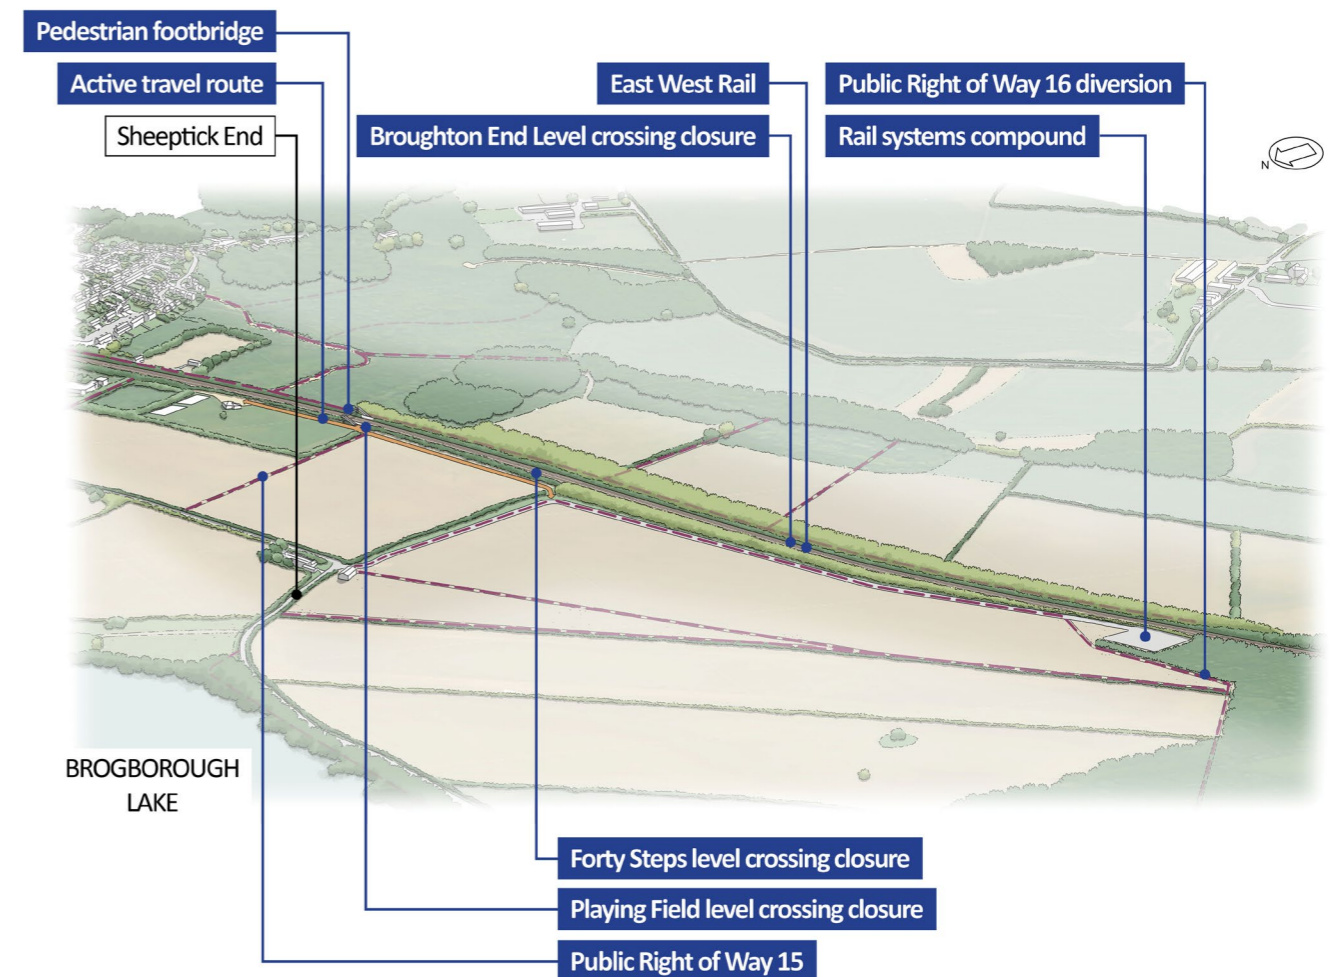 Pedestrian footbridge
Active travel route
East West Rail
Public Right of Way 16 diversion
Sheeptick End
Broughton End Level crossing closure
Rail systems compound
N
BROGBOROUGH
LAKE
Forty Steps level crossing closure
Playing Field level crossing closure
Public Right of Way 15